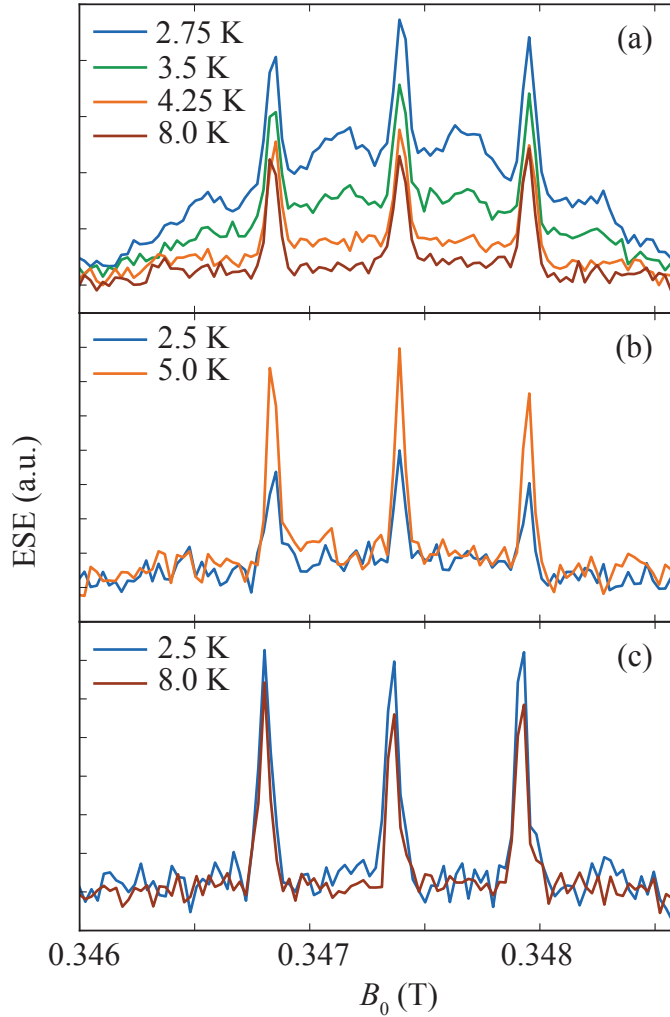 2.75 K
3.5 K
4.25 K
8.0 K
(a)
2.5 K
5.0 K
(b)
ESE (a.u.)
2.5 K
8.0 K
(c)
0.346
0.347
0.348
B₀ (T)